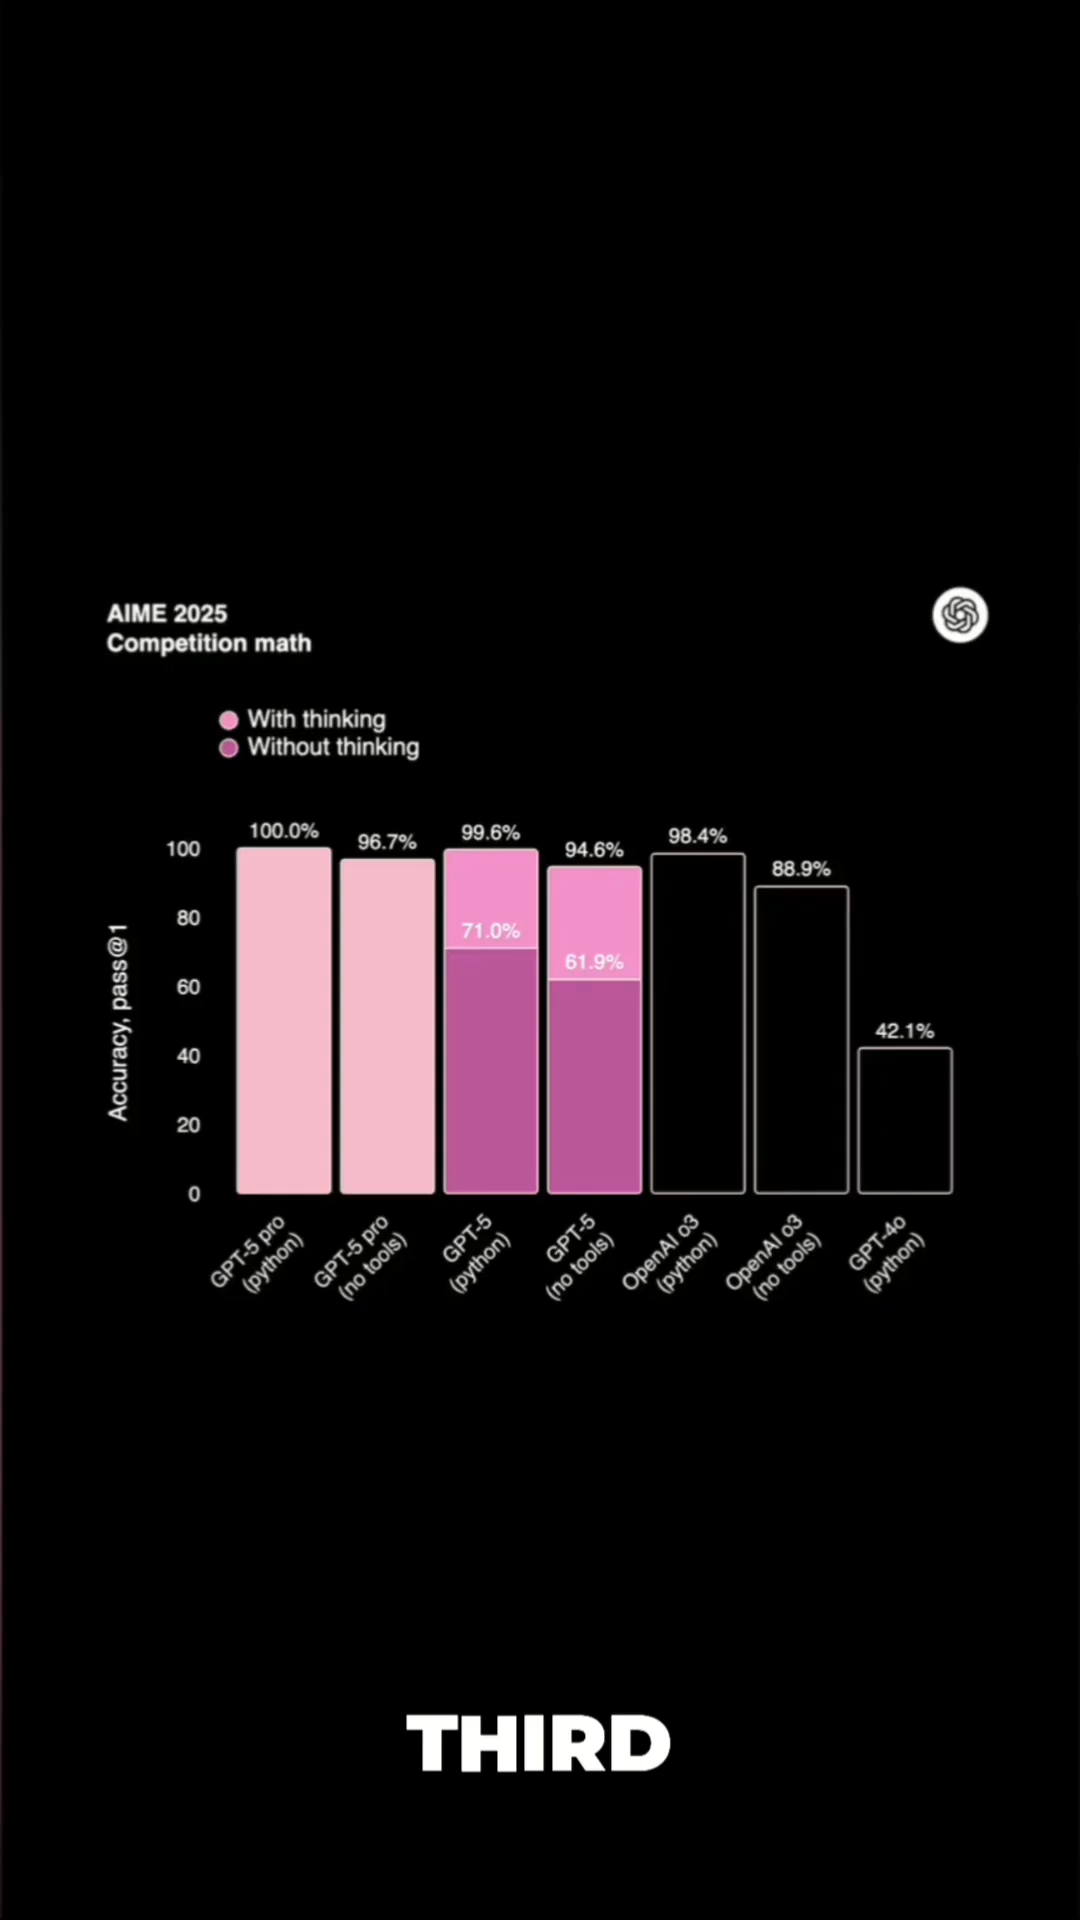 AIME 2025
Competition math
With thinking
Without thinking
100.0%
96.7%
99.6%
94.6%
98.4%
88.9%
71.0%
61.9%
42.1%
100
80
60
40
20
0
Accuracy, pass@1
GPT-5 pro
(python)
GPT-5 pro
(no tools)
GPT-5
(python)
GPT-5
(no tools)
OpenAI o3
(python)
OpenAI o3
(no tools)
GPT-4o
(python)
THIRD